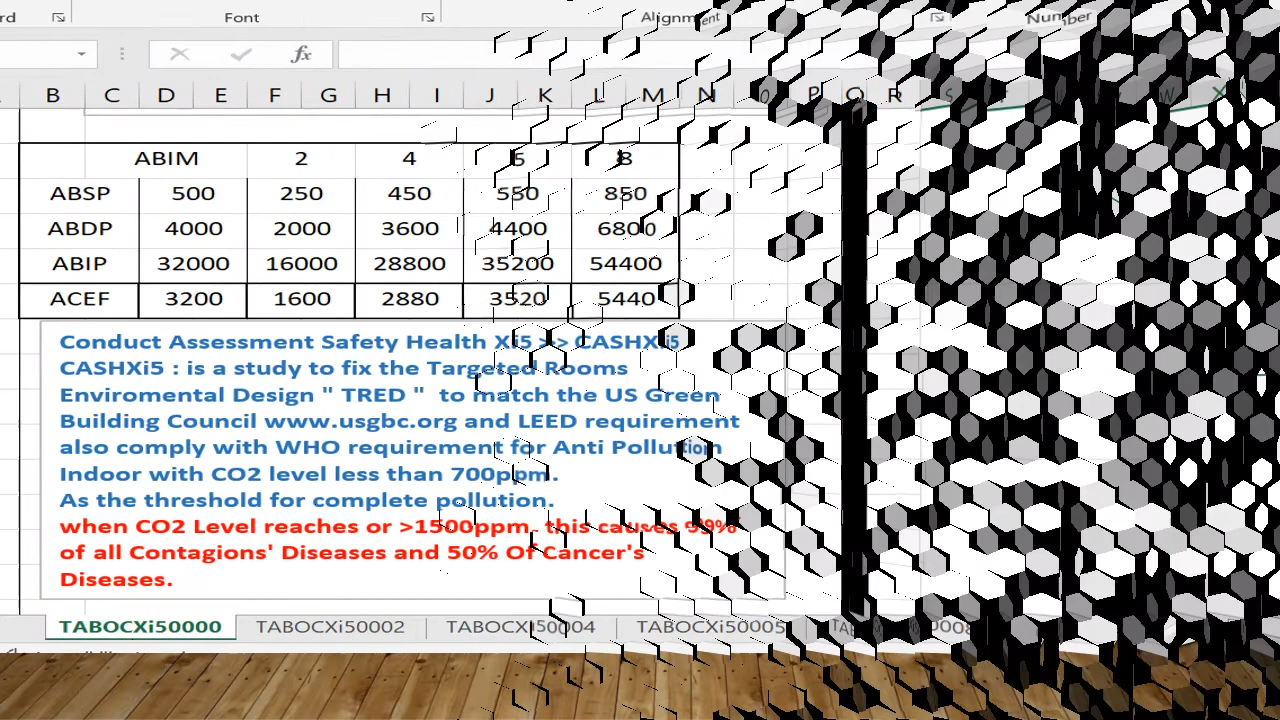 rd Font Alignment Number
fx
B C D E F G H I J K L M N O P Q R S T W X
ABIM 2 4 5 8
ABSP 500 250 450 550 850
ABDP 4000 2000 3600 4400 6800
ABIP 32000 16000 28800 35200 54400
ACEF 3200 1600 2880 3520 5440
Conduct Assessment Safety Health Xi5 >> CASHXi5
CASHXi5 : is a study to fix the Targeted Rooms
Enviromental Design " TRED " to match the US Green
Building Council www.usgbc.org and LEED requirement
also comply with WHO requirement for Anti Pollution
Indoor with CO2 level less than 700ppm.
As the threshold for complete pollution.
when CO2 Level reaches or >1500ppm. this causes 99%
of all Contagions' Diseases and 50% Of Cancer's
Diseases.
TABOCXi50000 TABOCXi50002 TABOCXi50004 TABOCXi50005